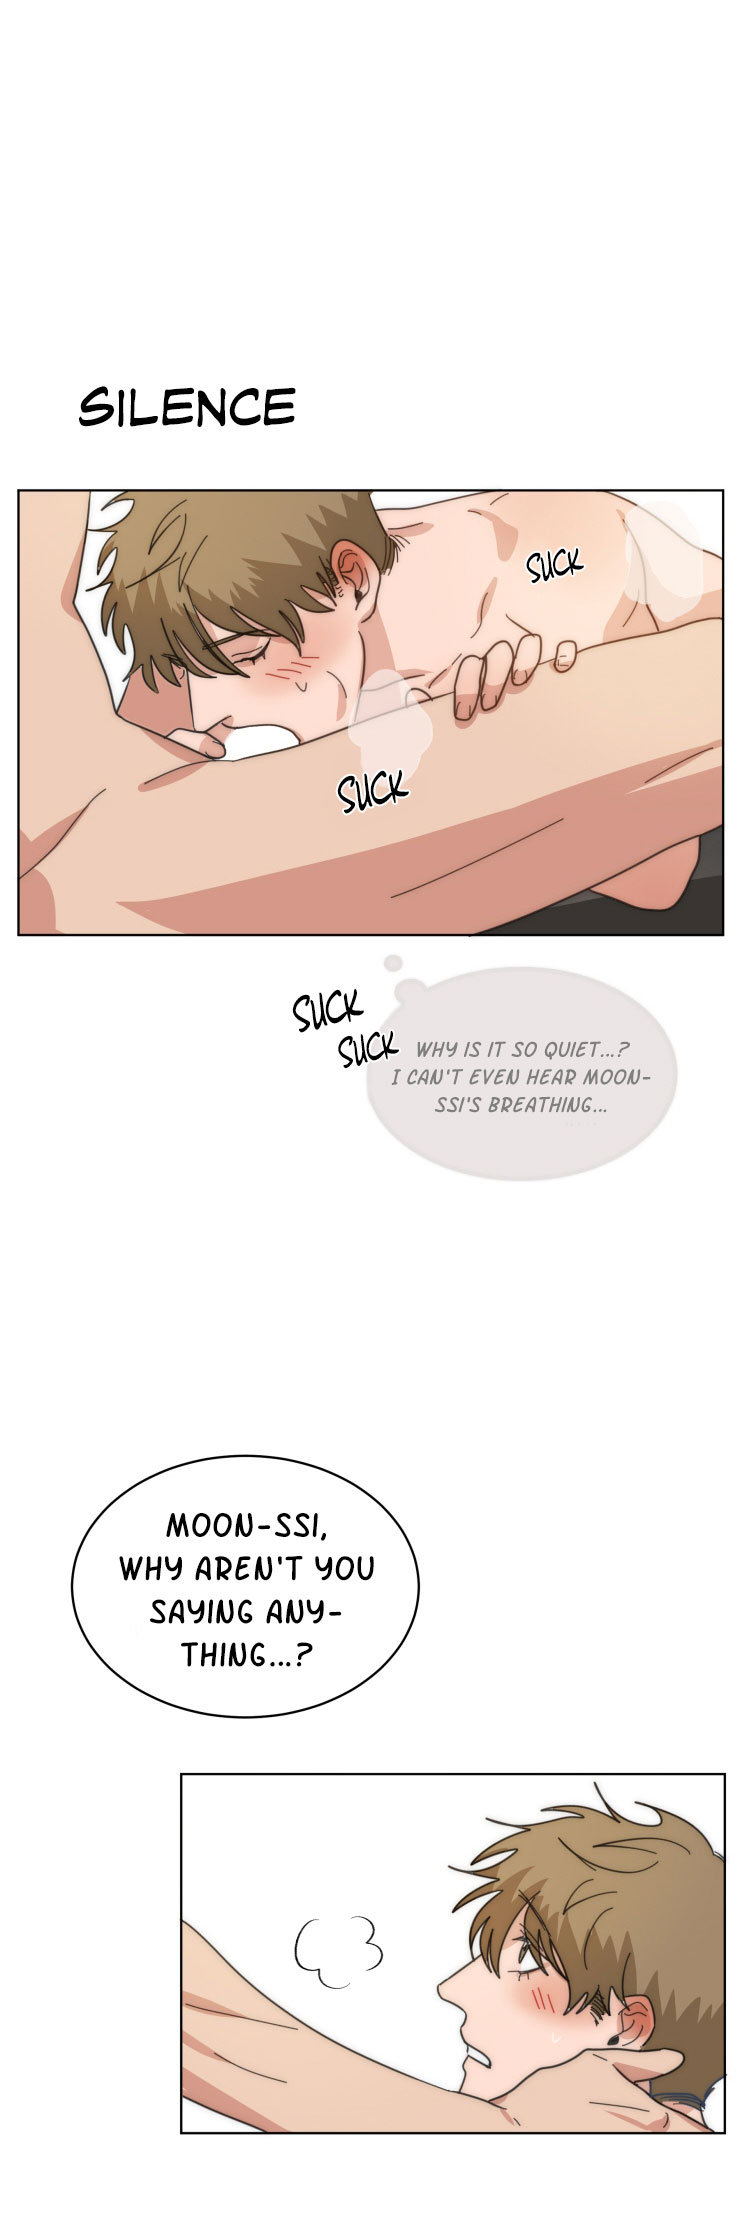 SILENCE
SUCK
SUCK
SUCK
SUCK
WHY IS IT SO QUIET...?
I CAN'T EVEN HEAR MOON-
SSI'S BREATHING...
MOON-SSI,
WHY AREN'T YOU
SAYING ANY-
THING...?